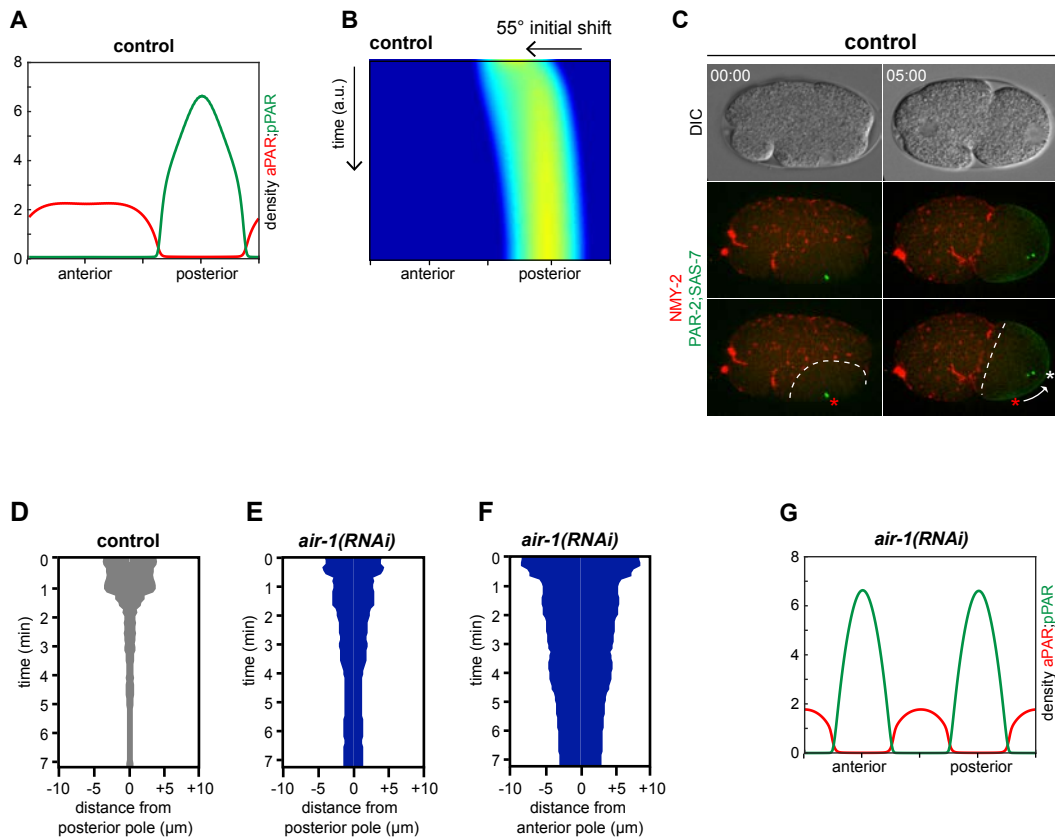 A
control
8
6
4
2
0
anterior
posterior
density aPAR;pPAR
B
control
55° initial shift
time (a.u.)
anterior
posterior
C
control
00:00
05:00
DIC
NMY-2
PAR-2;SAS-7
*
*
*
D
control
0
1
2
3
4
5
6
7
time (min)
-10
-5
0
+5
+10
distance from
posterior pole (µm)
E
air-1(RNAi)
0
1
2
3
4
5
6
7
time (min)
-10
-5
0
+5
+10
distance from
posterior pole (µm)
F
air-1(RNAi)
0
1
2
3
4
5
6
7
time (min)
-10
-5
0
+5
+10
distance from
anterior pole (µm)
G
air-1(RNAi)
8
6
4
2
0
anterior
posterior
density aPAR;pPAR